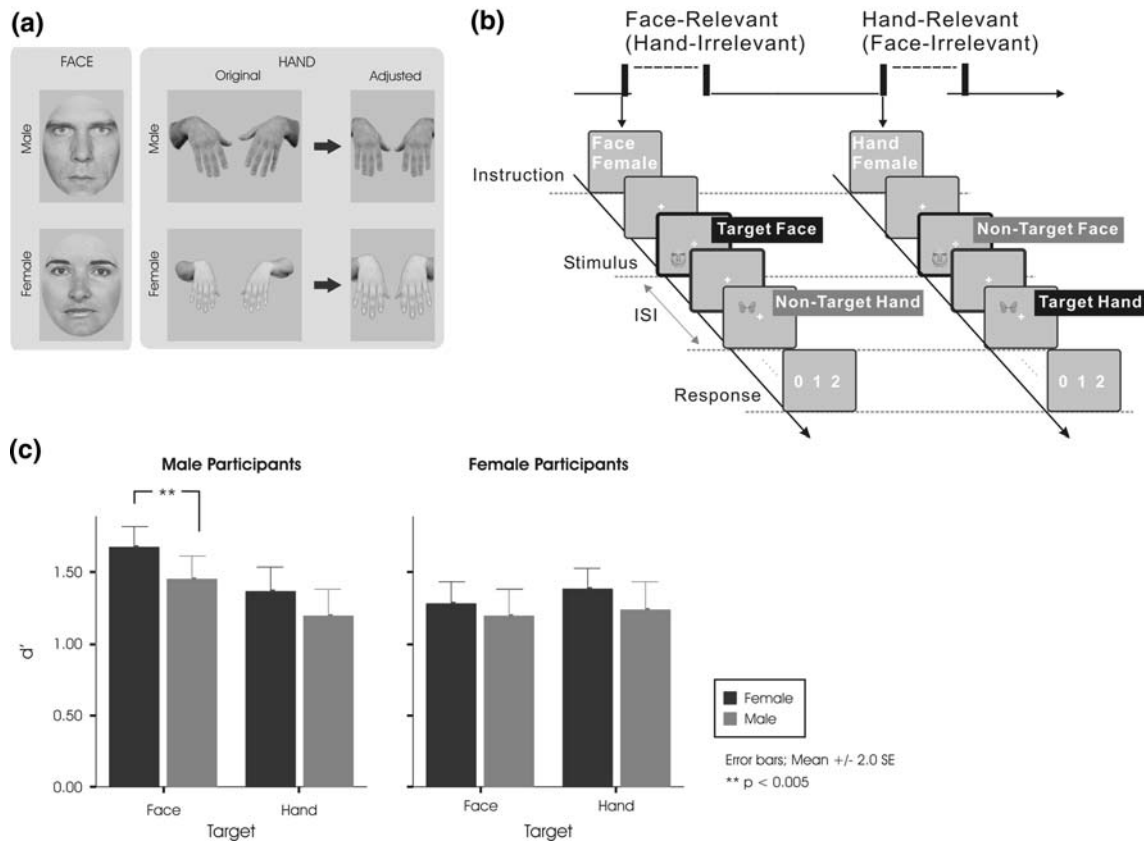 (a)
FACE
HAND
Original
Adjusted
Male
Male
Female
Female
(b)
Face-Relevant
(Hand-Irrelevant)
Hand-Relevant
(Face-Irrelevant)
Instruction
Face
Female
Hand
Female
Target Face
Non-Target Face
Stimulus
Non-Target Hand
Target Hand
ISI
Response
0 1 2
0 1 2
(c)
Male Participants
Female Participants
**
d'
1.50
1.00
0.50
0.00
Face
Hand
Target
Face
Hand
Target
Female
Male
Error bars; Mean +/- 2.0 SE
** p < 0.005